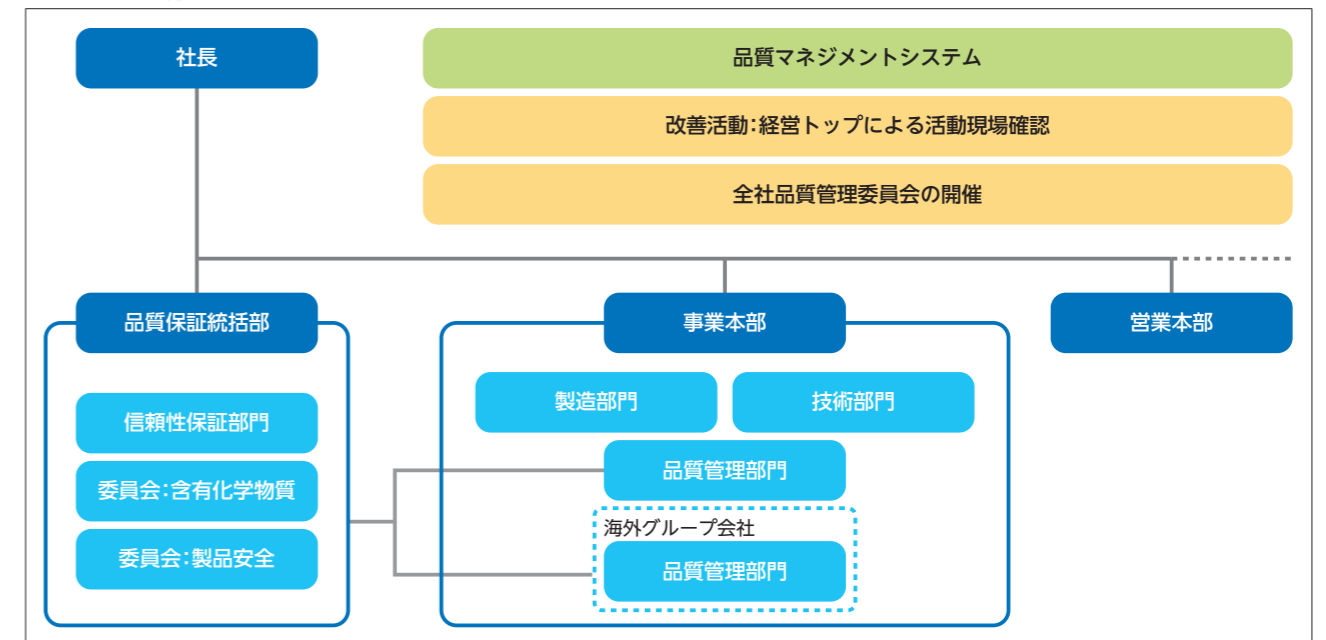 社長
品質マネジメントシステム
改善活動：経営トップによる活動現場確認
全社品質管理委員会の開催
品質保証統括部
事業本部
営業本部
信頼性保証部門
委員会：含有化学物質
委員会：製品安全
製造部門
技術部門
品質管理部門
海外グループ会社
品質管理部門